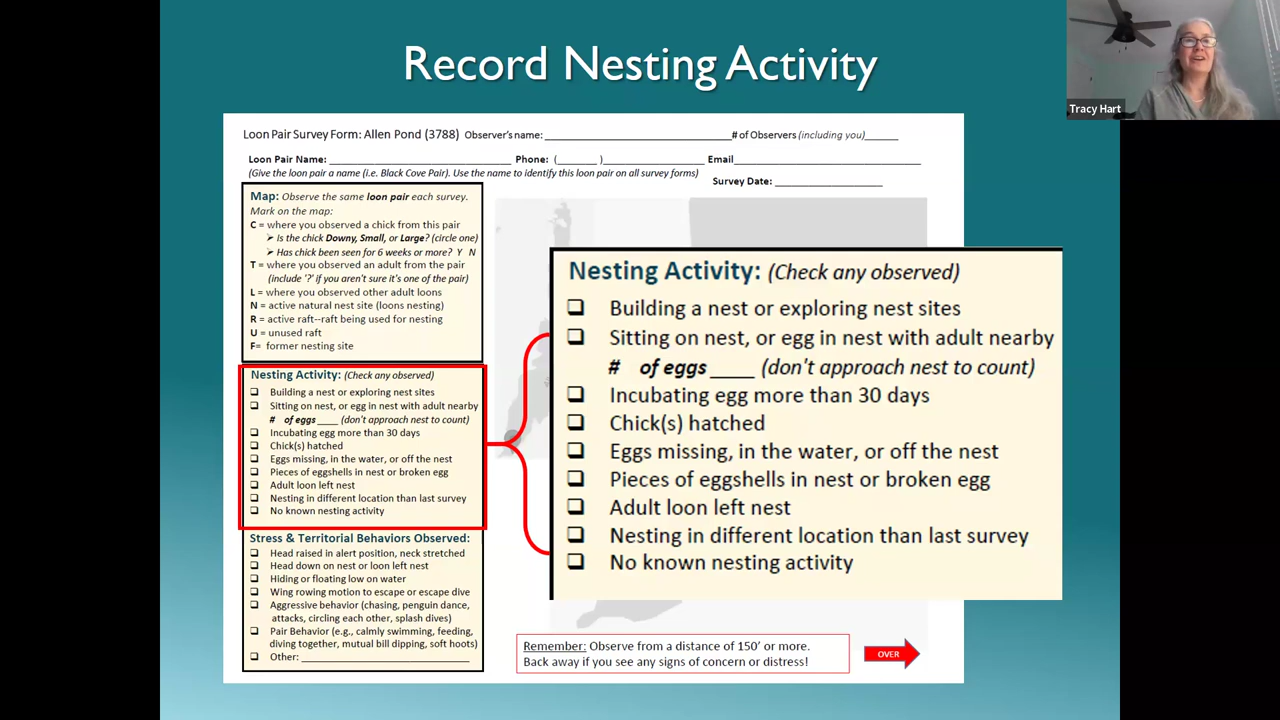 Record Nesting Activity
Tracy Hart
Loon Pair Survey Form: Allen Pond (3788) Observer's name: ______________________________# of Observers (including you)______
Loon Pair Name: ______________________________ Phone: (_______ )_________________ Email______________________________
(Give the loon pair a name (i.e. Black Cove Pair). Use the name to identify this loon pair on all survey forms)
Survey Date: __________________
Map: Observe the same loon pair each survey.
Mark on the map:
C = where you observed a chick from this pair
➢ Is the chick Downy, Small, or Large? (circle one)
➢ Has chick been seen for 6 weeks or more? Y N
T = where you observed an adult from the pair
(include '?' if you aren't sure it's one of the pair)
L = where you observed other adult loons
N = active natural nest site (loons nesting)
R = active raft--raft being used for nesting
U = unused raft
F= former nesting site
Nesting Activity: (Check any observed)
❑ Building a nest or exploring nest sites
❑ Sitting on nest, or egg in nest with adult nearby
# of eggs ____ (don't approach nest to count)
❑ Incubating egg more than 30 days
❑ Chick(s) hatched
❑ Eggs missing, in the water, or off the nest
❑ Pieces of eggshells in nest or broken egg
❑ Adult loon left nest
❑ Nesting in different location than last survey
❑ No known nesting activity
Stress & Territorial Behaviors Observed:
❑ Head raised in alert position, neck stretched
❑ Head down on nest or loon left nest
❑ Hiding or floating low on water
❑ Wing rowing motion to escape or escape dive
❑ Aggressive behavior (chasing, penguin dance,
attacks, circling each other, splash dives)
❑ Pair Behavior (e.g., calmly swimming, feeding,
diving together, mutual bill dipping, soft hoots)
❑ Other: ____________________________
Nesting Activity: (Check any observed)
❑ Building a nest or exploring nest sites
❑ Sitting on nest, or egg in nest with adult nearby
# of eggs ____ (don't approach nest to count)
❑ Incubating egg more than 30 days
❑ Chick(s) hatched
❑ Eggs missing, in the water, or off the nest
❑ Pieces of eggshells in nest or broken egg
❑ Adult loon left nest
❑ Nesting in different location than last survey
❑ No known nesting activity
Remember: Observe from a distance of 150' or more.
Back away if you see any signs of concern or distress!
OVER